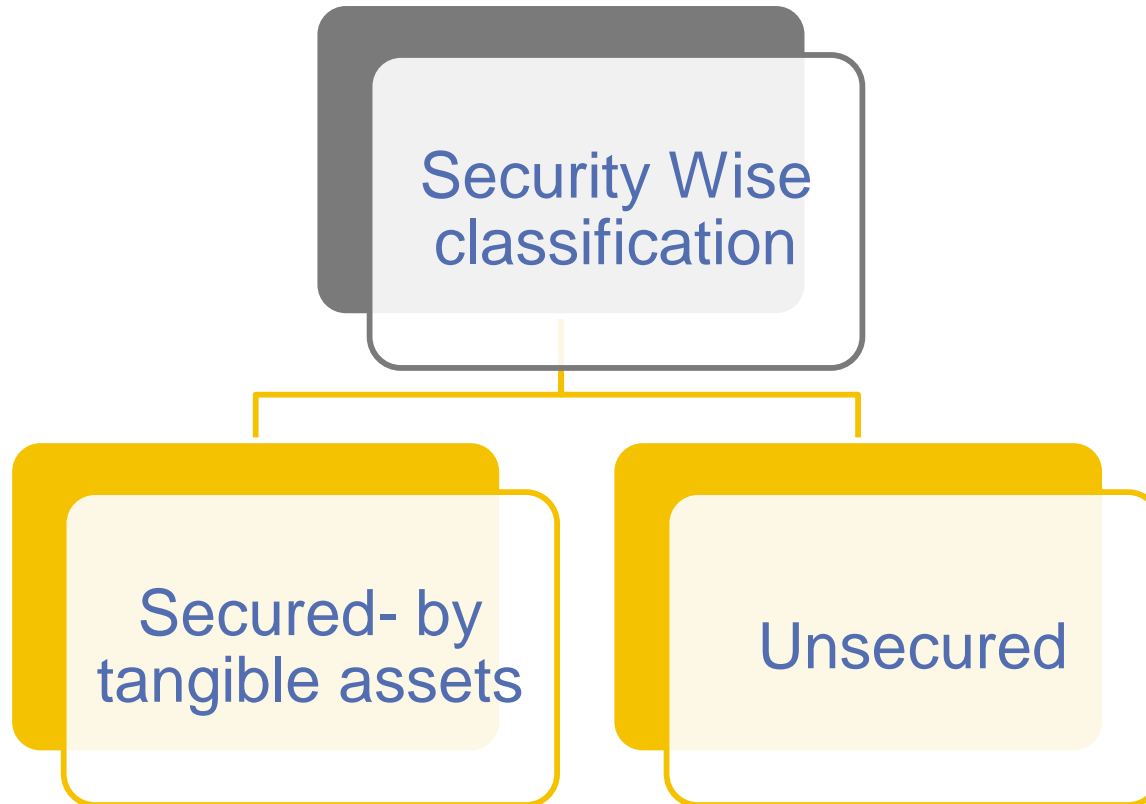 Security Wise
classification
Secured- by
tangible assets
Unsecured